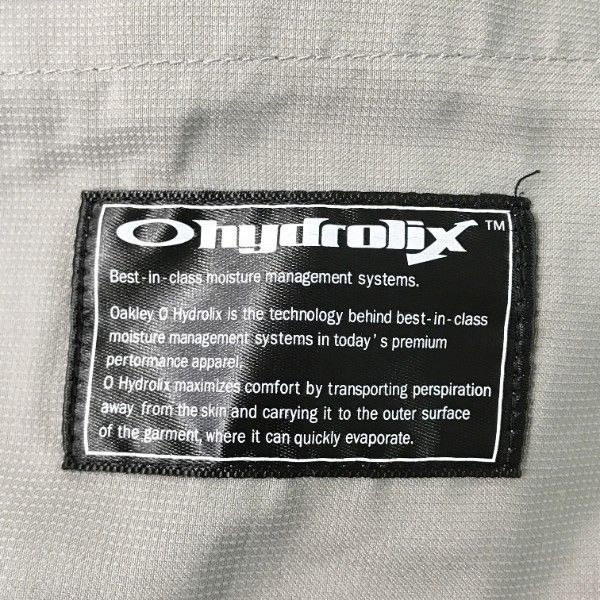 O hydrolix ™
Best-in-class moisture management systems.
Oakley O Hydrolix is the technology behind best-in-class
moisture management systems in today's premium
performance apparel.
O Hydrolix maximizes comfort by transporting perspiration
away from the skin and carrying it to the outer surface
of the garment, where it can quickly evaporate.